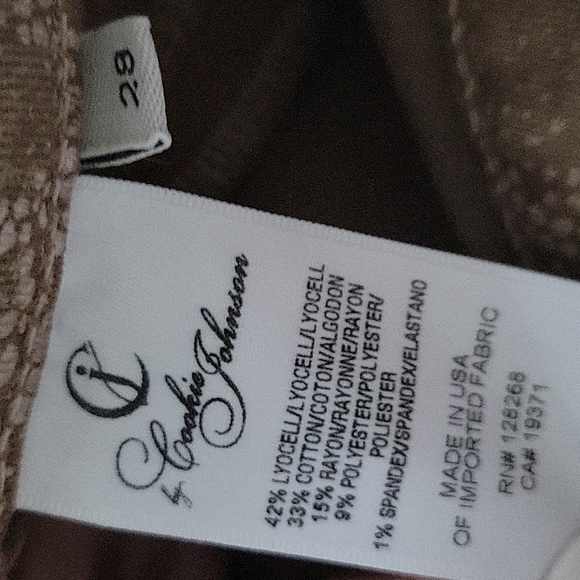 28
cj
by Cookie Johnson
42% LYOCELL/LYOCELL/LYOCELL
33% COTTON/COTON/ALGODON
15% RAYON/RAYONNE/RAYON
9% POLYESTER/POLYESTER/
POLIESTER
1% SPANDEX/SPANDEX/ELASTANO
MADE IN USA
OF IMPORTED FABRIC
RN# 128268
CA# 19371